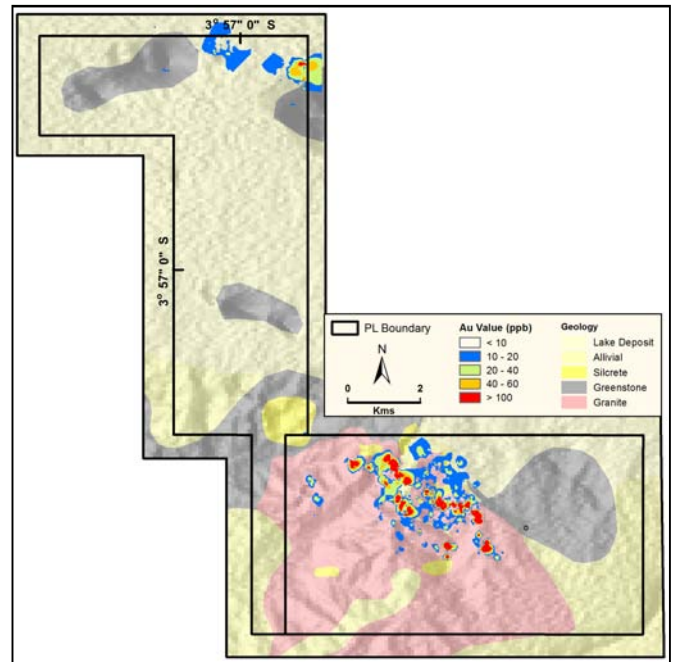 3° 57' 0" S
3° 57' 0" S
PL Boundary
N
0 2
Kms
Au Value (ppb)
< 10
10 - 20
20 - 40
40 - 60
> 100
Geology
Lake Deposit
Allivial
Silcrete
Greenstone
Granite